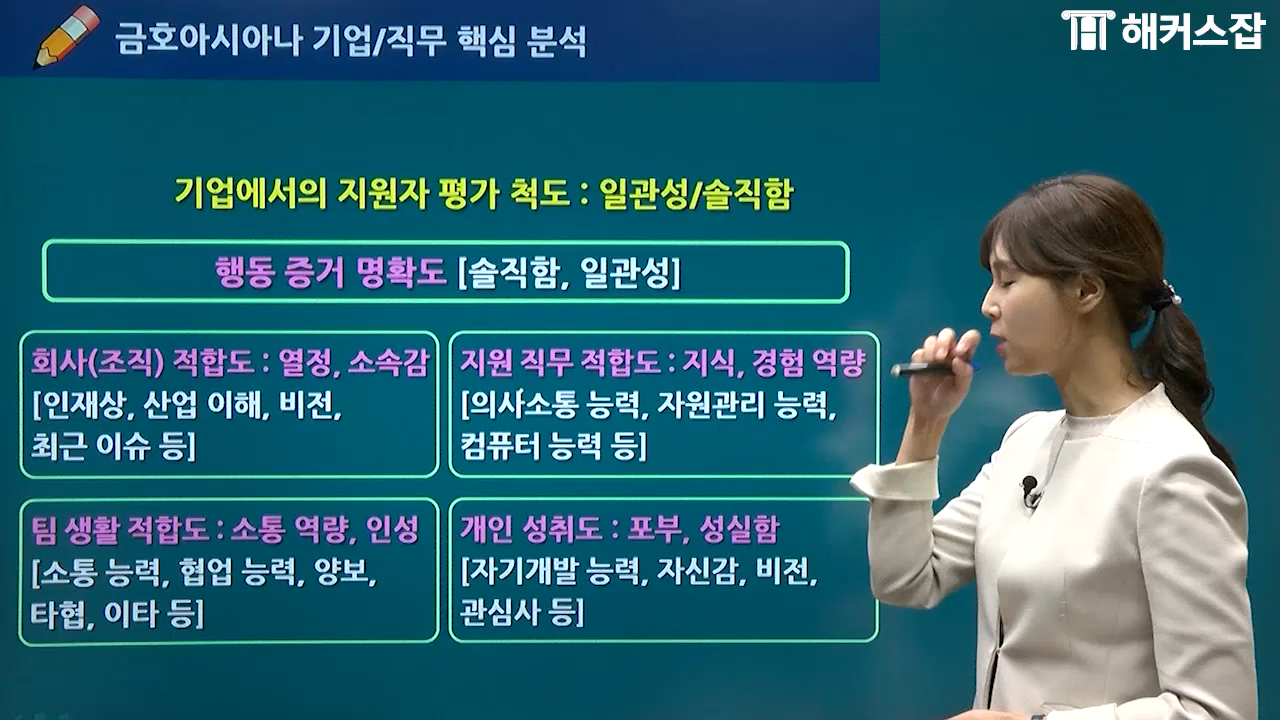 금호아시아나 기업/직무 핵심 분석
해커스잡
기업에서의 지원자 평가 척도 : 일관성/솔직함
행동 증거 명확도 [솔직함, 일관성]
회사(조직) 적합도 : 열정, 소속감
[인재상, 산업 이해, 비전,
최근 이슈 등]
지원 직무 적합도 : 지식, 경험 역량
[의사소통 능력, 자원관리 능력,
컴퓨터 능력 등]
팀 생활 적합도 : 소통 역량, 인성
[소통 능력, 협업 능력, 양보,
타협, 이타 등]
개인 성취도 : 포부, 성실함
[자기개발 능력, 자신감, 비전,
관심사 등]